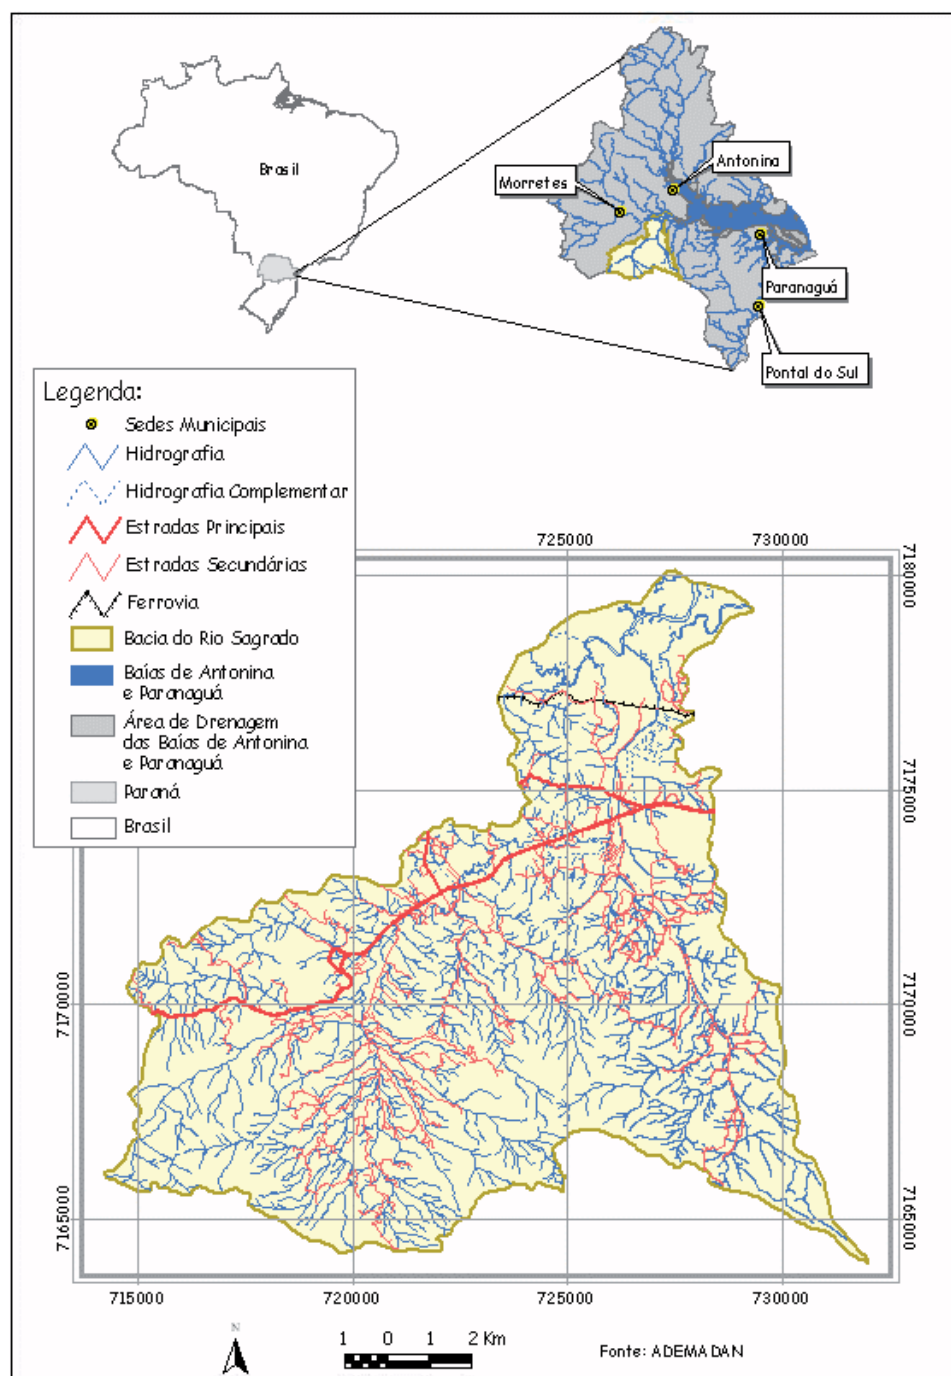 Brasil
Antonina
Morretes
Paranaguá
Pontal do Sul
Legenda:
Sedes Municipais
Hidrografia
Hidrografia Complementar
Estradas Principais
Estradas Secundárias
Ferrovia
Bacia do Rio Sagrado
Baías de Antonina
e Paranaguá
Área de Drenagem
das Baías de Antonina
e Paranaguá
Paraná
Brasil
725000 730000
7180000
7175000
7170000 7170000
7165000 7165000
715000 720000 725000 730000
N
1 0 1 2 Km
Fonte: ADEMADAN